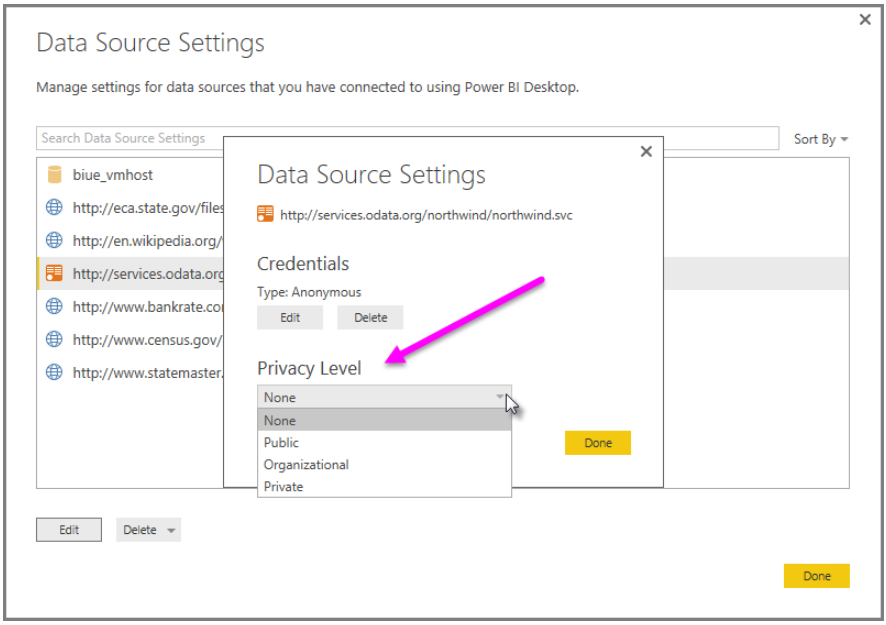 Data Source Settings
Manage settings for data sources that you have connected to using Power BI Desktop.
Search Data Source Settings
Sort By
biue_vmhost
http://eca.state.gov/files
http://en.wikipedia.org/
http://services.odata.org
http://www.bankrate.co
http://www.census.gov/
http://www.statemaster.
Data Source Settings
http://services.odata.org/northwind/northwind.svc
Credentials
Type: Anonymous
Edit Delete
Privacy Level
None
None
Public
Organizational
Private
Done
Edit Delete
Done